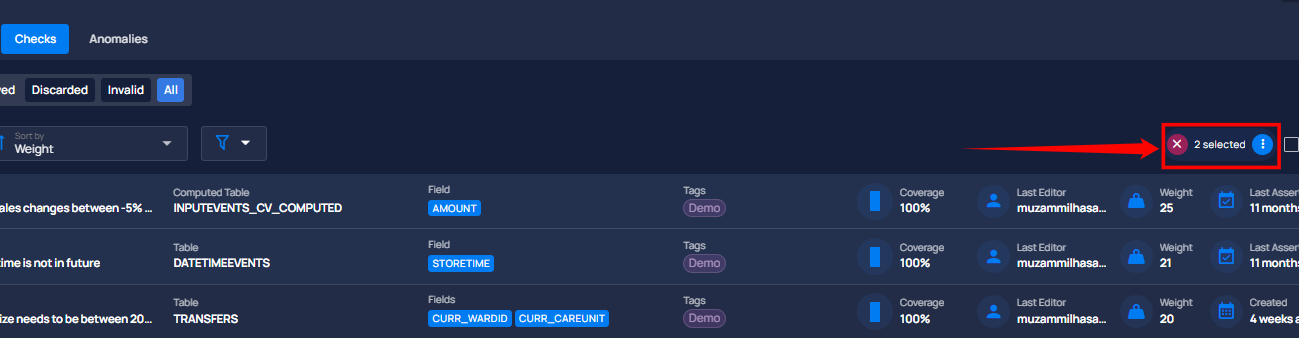 Checks Anomalies
ved Discarded Invalid All
Sort by
Weight
2 selected
ales changes between -5% ...
Computed Table
INPUTEVENTS_CV_COMPUTED
Field
AMOUNT
Tags
Demo
Coverage
100%
Last Editor
muzammilhasa...
Weight
25
Last Asser
11 months
time is not in future
Table
DATETIMEEVENTS
Field
STORETIME
Tags
Demo
Coverage
100%
Last Editor
muzammilhasa...
Weight
21
Last Asser
11 months
ize needs to be between 20...
Table
TRANSFERS
Fields
CURR_WARDID CURR_CAREUNIT
Tags
Demo
Coverage
100%
Last Editor
muzammilhasa...
Weight
20
Created
4 weeks a